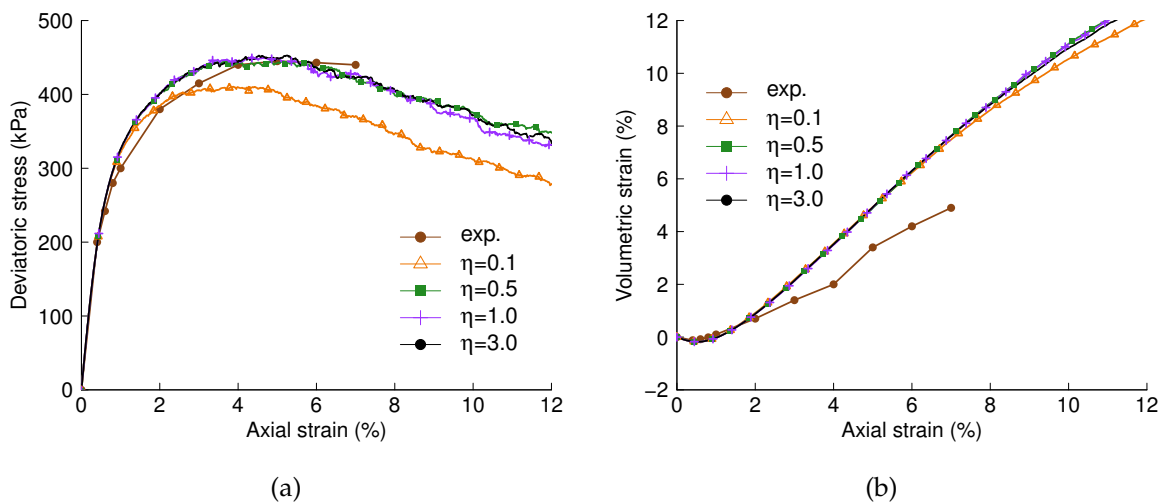 500
400
300
200
100
0
0 2 4 6 8 10 12
Deviatoric stress (kPa)
Axial strain (%)
exp.
η=0.1
η=0.5
η=1.0
η=3.0
(a)
12
10
8
6
4
2
0
−2
0 2 4 6 8 10 12
Volumetric strain (%)
Axial strain (%)
exp.
η=0.1
η=0.5
η=1.0
η=3.0
(b)